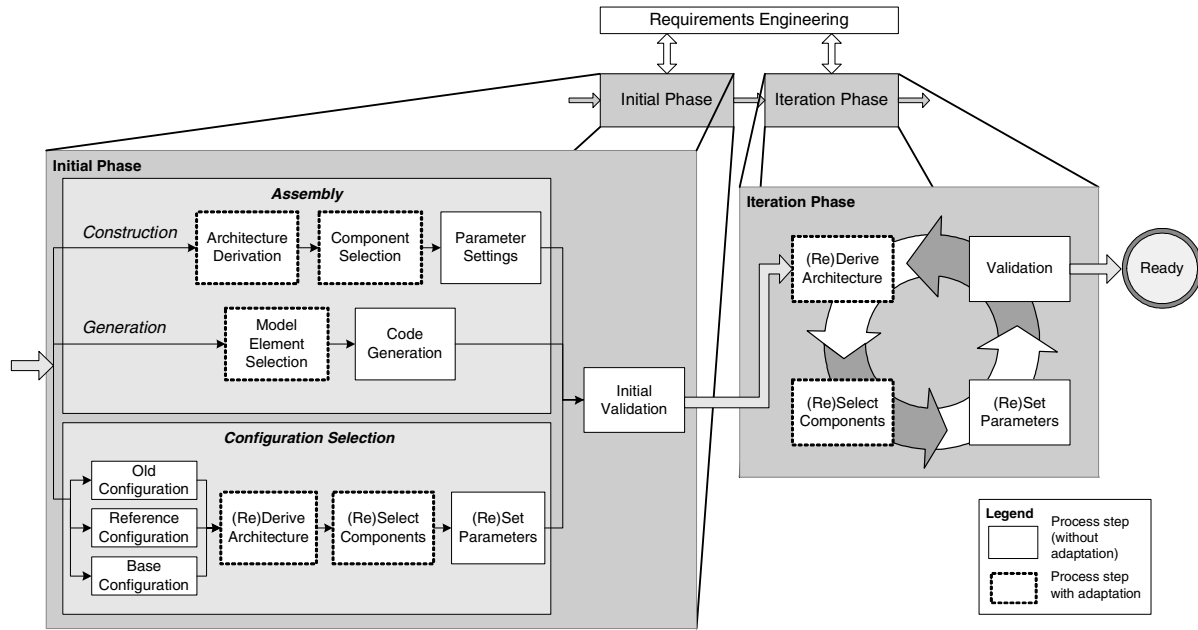 Requirements Engineering
Initial Phase
Iteration Phase
Initial Phase
Assembly
Construction
Architecture
Derivation
Component
Selection
Parameter
Settings
Generation
Model
Element
Selection
Code
Generation
Initial
Validation
Configuration Selection
Old
Configuration
Reference
Configuration
Base
Configuration
(Re)Derive
Architecture
(Re)Select
Components
(Re)Set
Parameters
Iteration Phase
(Re)Derive
Architecture
Validation
(Re)Select
Components
(Re)Set
Parameters
Ready
Legend
Process step
(without
adaptation)
Process step
with adaptation